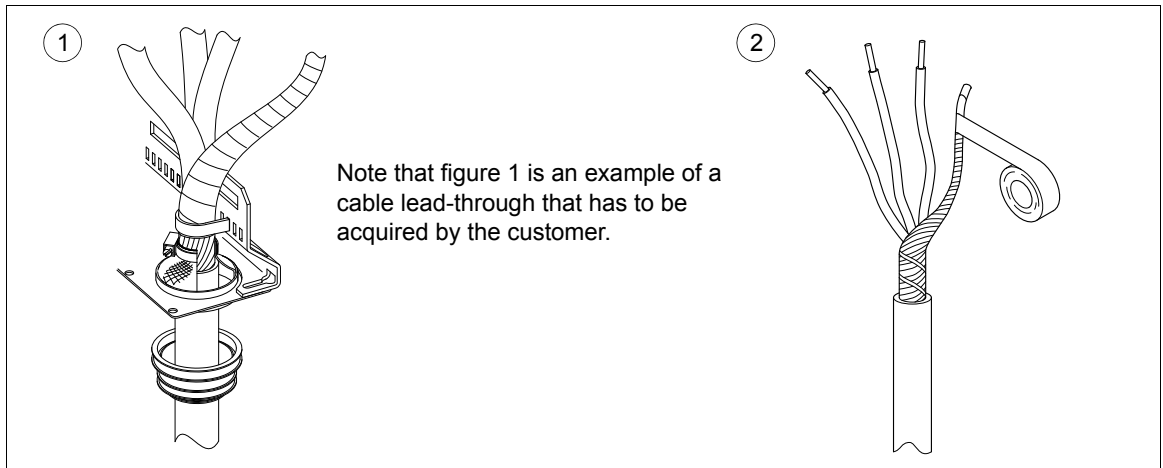 1
2
Note that figure 1 is an example of a
cable lead-through that has to be
acquired by the customer.